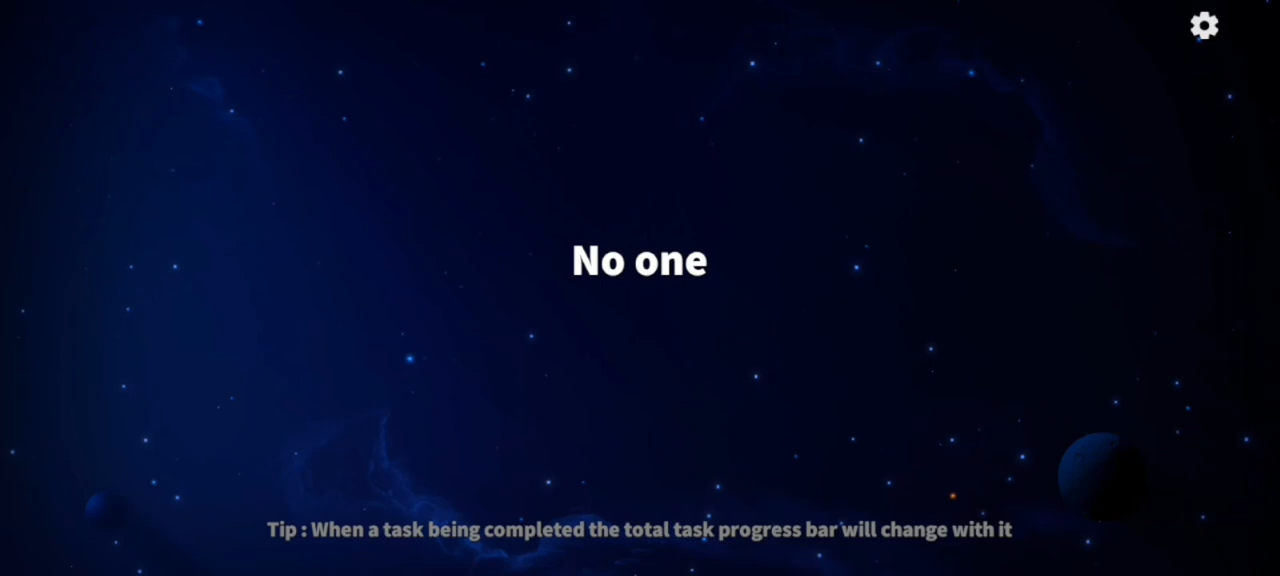 No one
Tip : When a task being completed the total task progress bar will change with it